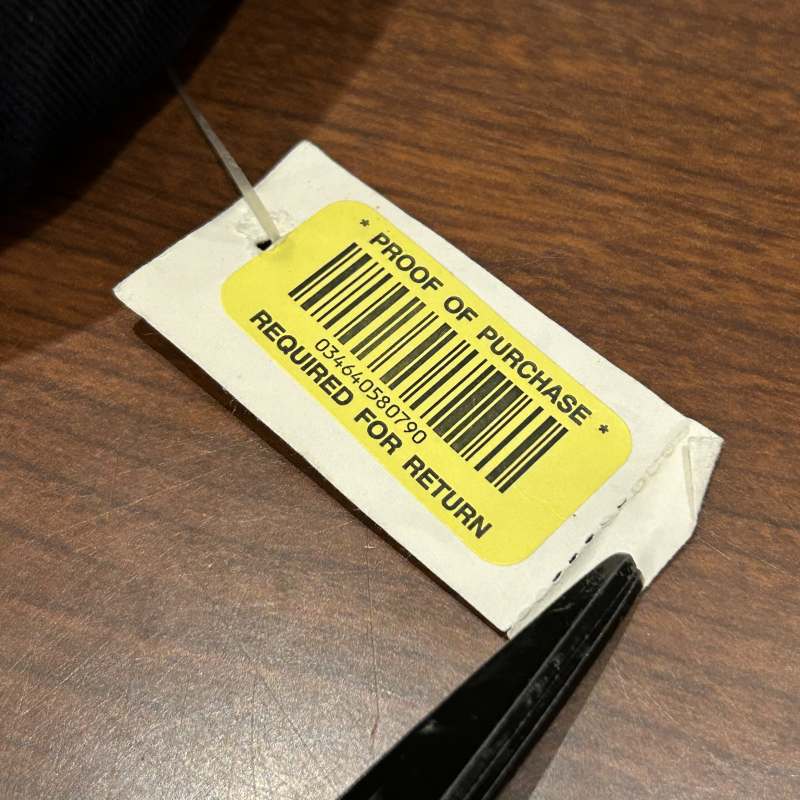 * PROOF OF PURCHASE *
034640580790
REQUIRED FOR RETURN